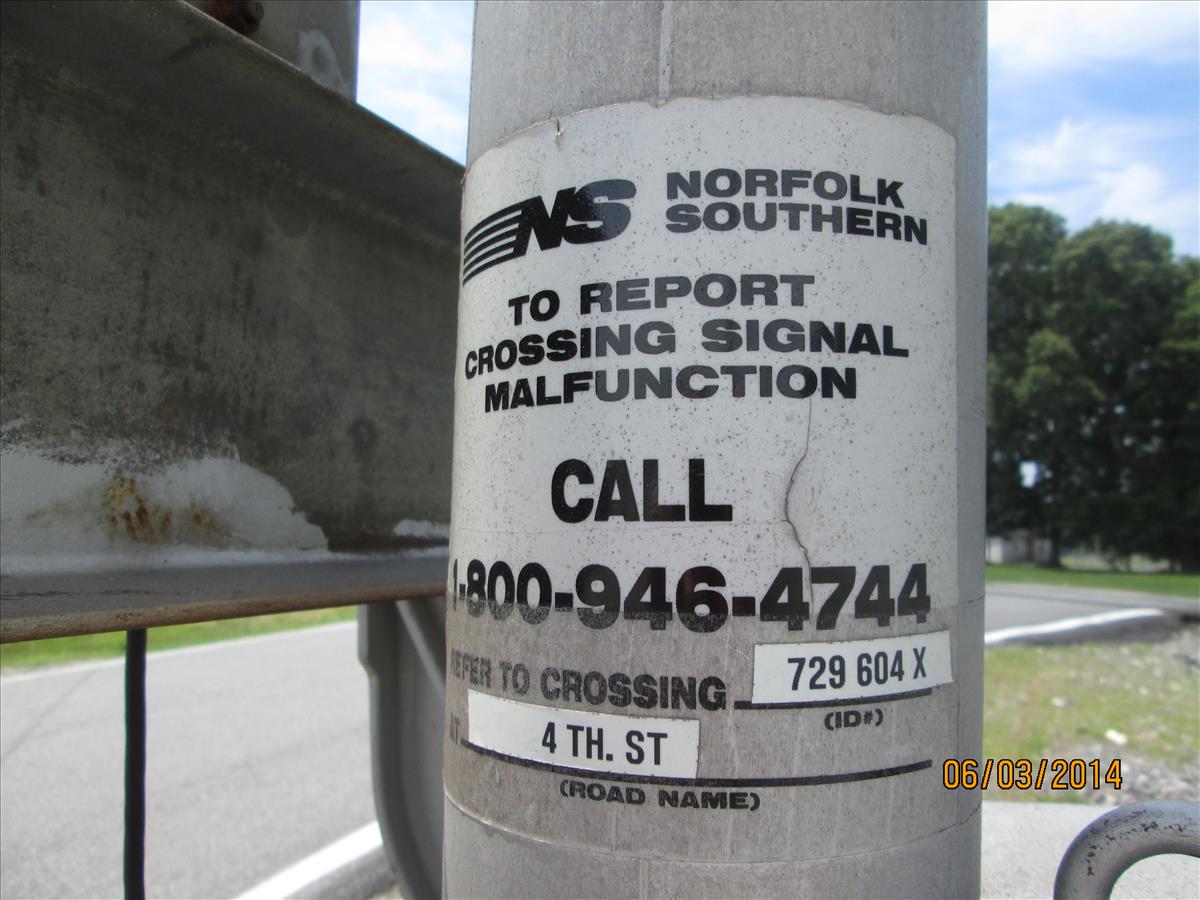 NS NORFOLK
SOUTHERN
TO REPORT
CROSSING SIGNAL
MALFUNCTION
CALL
1-800-946-4744
REFER TO CROSSING 729 604 X
(ID#)
AT 4 TH. ST
(ROAD NAME)
06/03/2014